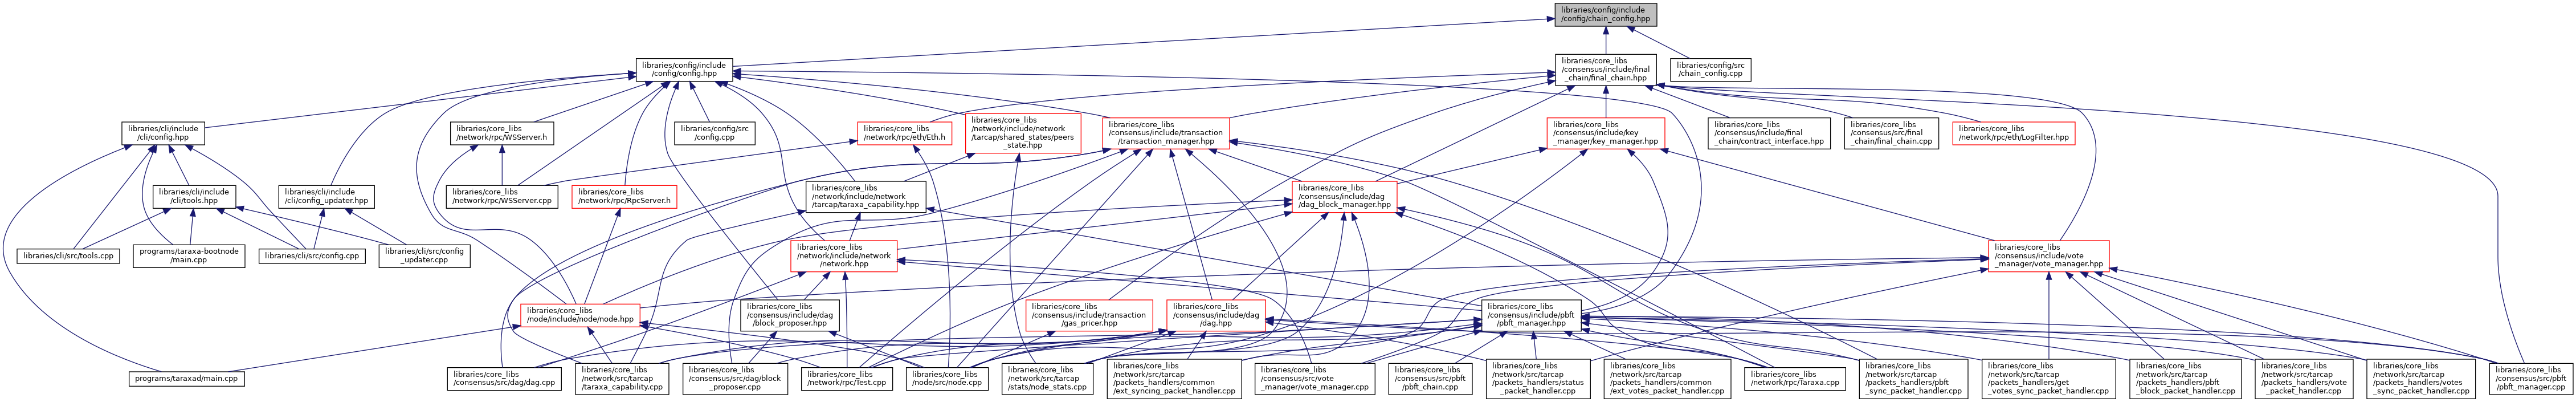 libraries/config/include
/config/chain_config.hpp
libraries/config/include
/config/config.hpp
libraries/core_libs
/consensus/include/final
_chain/final_chain.hpp
libraries/config/src
/chain_config.cpp
libraries/cli/include
/cli/config.hpp
libraries/core_libs
/network/rpc/WSServer.h
libraries/config/src
/config.cpp
libraries/core_libs
/network/rpc/eth/Eth.h
libraries/core_libs
/network/include/network
/tarcap/shared_states/peers
_state.hpp
libraries/core_libs
/consensus/include/transaction
/transaction_manager.hpp
libraries/core_libs
/consensus/include/key
_manager/key_manager.hpp
libraries/core_libs
/consensus/include/final
_chain/contract_interface.hpp
libraries/core_libs
/consensus/src/final
_chain/final_chain.cpp
libraries/core_libs
/network/rpc/eth/LogFilter.hpp
libraries/cli/include
/cli/tools.hpp
libraries/cli/include
/cli/config_updater.hpp
libraries/core_libs
/network/rpc/WSServer.cpp
libraries/core_libs
/network/rpc/RpcServer.h
libraries/core_libs
/network/include/network
/tarcap/taraxa_capability.hpp
libraries/core_libs
/consensus/include/dag
/dag_block_manager.hpp
libraries/cli/src/tools.cpp
programs/taraxa-bootnode
/main.cpp
libraries/cli/src/config.cpp
libraries/cli/src/config
_updater.cpp
libraries/core_libs
/network/include/network
/network.hpp
libraries/core_libs
/consensus/include/vote
_manager/vote_manager.hpp
libraries/core_libs
/node/include/node/node.hpp
libraries/core_libs
/consensus/include/dag
/block_proposer.hpp
libraries/core_libs
/consensus/include/transaction
/gas_pricer.hpp
libraries/core_libs
/consensus/include/dag
/dag.hpp
libraries/core_libs
/consensus/include/pbft
/pbft_manager.hpp
programs/taraxad/main.cpp
libraries/core_libs
/consensus/src/dag/dag.cpp
libraries/core_libs
/network/src/tarcap
/taraxa_capability.cpp
libraries/core_libs
/consensus/src/dag/block
_proposer.cpp
libraries/core_libs
/network/rpc/Test.cpp
libraries/core_libs
/node/src/node.cpp
libraries/core_libs
/network/src/tarcap
/stats/node_stats.cpp
libraries/core_libs
/network/src/tarcap
/packets_handlers/common
/ext_syncing_packet_handler.cpp
libraries/core_libs
/consensus/src/vote
_manager/vote_manager.cpp
libraries/core_libs
/consensus/src/pbft
/pbft_chain.cpp
libraries/core_libs
/network/src/tarcap
/packets_handlers/status
_packet_handler.cpp
libraries/core_libs
/network/src/tarcap
/packets_handlers/common
/ext_votes_packet_handler.cpp
libraries/core_libs
/network/rpc/Taraxa.cpp
libraries/core_libs
/network/src/tarcap
/packets_handlers/pbft
_sync_packet_handler.cpp
libraries/core_libs
/network/src/tarcap
/packets_handlers/get
_votes_sync_packet_handler.cpp
libraries/core_libs
/network/src/tarcap
/packets_handlers/pbft
_block_packet_handler.cpp
libraries/core_libs
/network/src/tarcap
/packets_handlers/vote
_packet_handler.cpp
libraries/core_libs
/network/src/tarcap
/packets_handlers/votes
_sync_packet_handler.cpp
libraries/core_libs
/consensus/src/pbft
/pbft_manager.cpp